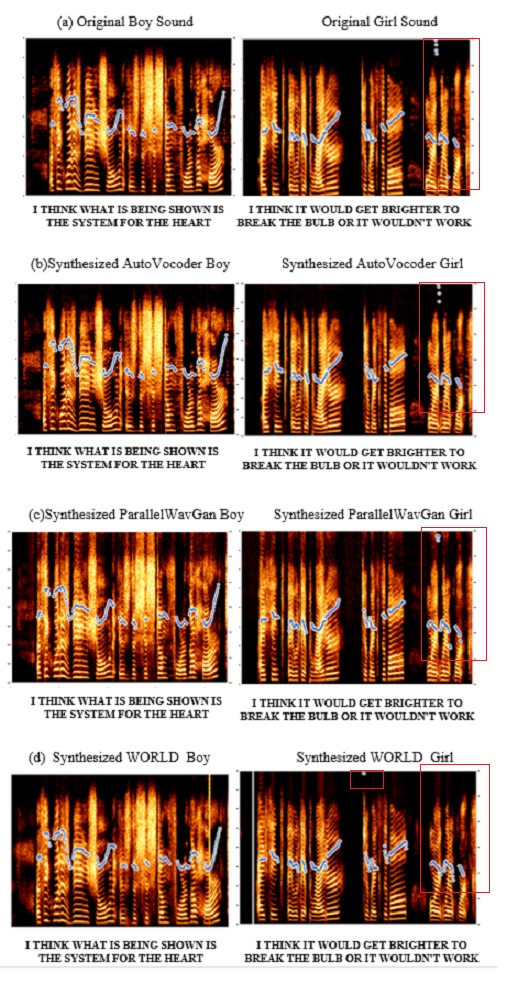 (a) Original Boy Sound
Original Girl Sound
I THINK WHAT IS BEING SHOWN IS
THE SYSTEM FOR THE HEART
I THINK IT WOULD GET BRIGHTER TO
BREAK THE BULB OR IT WOULDN'T WORK
(b)Synthesized AutoVocoder Boy
Synthesized AutoVocoder Girl
I THINK WHAT IS BEING SHOWN IS
THE SYSTEM FOR THE HEART
I THINK IT WOULD GET BRIGHTER TO
BREAK THE BULB OR IT WOULDN'T WORK
(c)Synthesized ParallelWavGan Boy
Synthesized ParallelWavGan Girl
I THINK WHAT IS BEING SHOWN IS
THE SYSTEM FOR THE HEART
I THINK IT WOULD GET BRIGHTER TO
BREAK THE BULB OR IT WOULDN'T WORK
(d) Synthesized WORLD Boy
Synthesized WORLD Girl
I THINK WHAT IS BEING SHOWN IS
THE SYSTEM FOR THE HEART
I THINK IT WOULD GET BRIGHTER TO
BREAK THE BULB OR IT WOULDN'T WORK